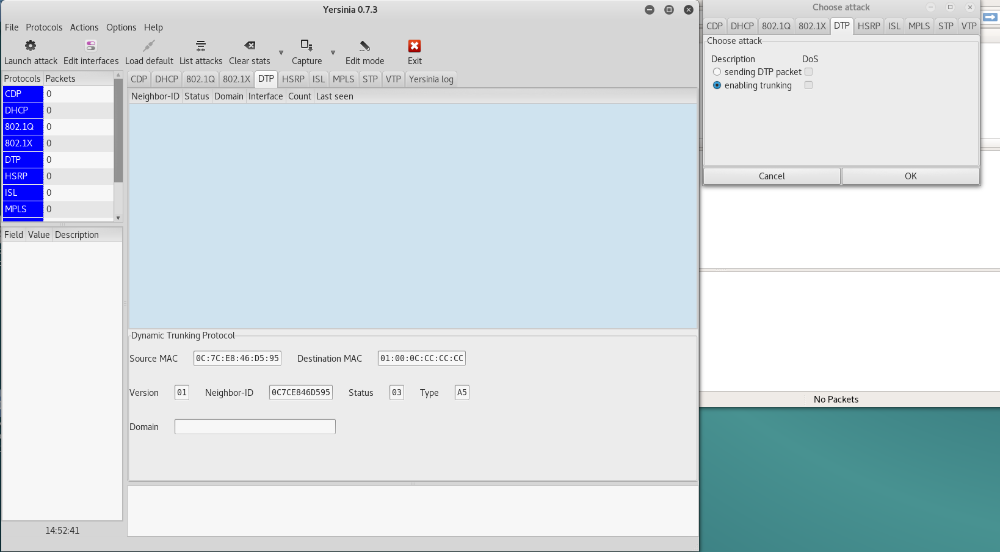 Yersinia 0.7.3
File Protocols Actions Options Help
Launch attack Edit interfaces Load default List attacks Clear stats Capture Edit mode Exit
Protocols Packets
CDP 0
DHCP 0
802.1Q 0
802.1X 0
DTP 0
HSRP 0
ISL 0
MPLS 0
Field Value Description
14:52:41
CDP DHCP 802.1Q 802.1X DTP HSRP ISL MPLS STP VTP Yersinia log
Neighbor-ID Status Domain Interface Count Last seen
Dynamic Trunking Protocol
Source MAC 0C:7C:E8:46:D5:95 Destination MAC 01:00:0C:CC:CC:CC
Version 01 Neighbor-ID 0C7CE846D595 Status 03 Type A5
Domain
Choose attack
CDP DHCP 802.1Q 802.1X DTP HSRP ISL MPLS STP VTP
Choose attack
Description DoS
sending DTP packet
enabling trunking
Cancel OK
No Packets